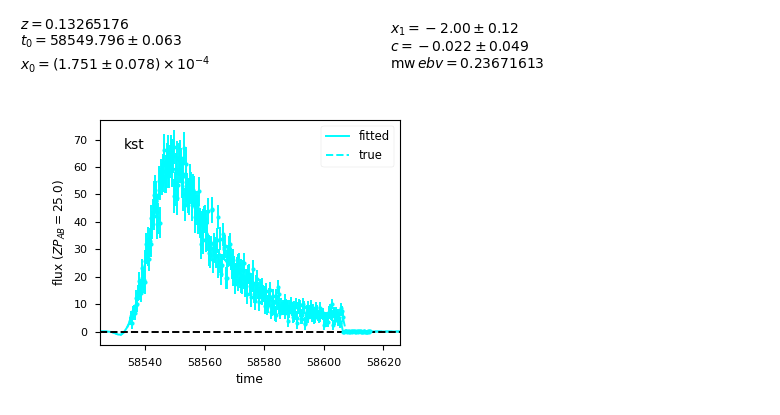 z = 0.13265176
t₀ = 58549.796 ± 0.063
x₀ = (1.751 ± 0.078) × 10⁻⁴
x₁ = −2.00 ± 0.12
c = −0.022 ± 0.049
mw ebv = 0.23671613
kst
fitted
true
flux (ZP_AB = 25.0)
70
60
50
40
30
20
10
0
58540 58560 58580 58600 58620
time